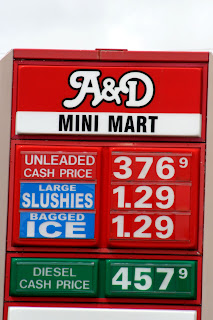 A&D
MINI MART
UNLEADED
CASH PRICE
376 9
LARGE
SLUSHIES
1.29
BAGGED
ICE
1.29
DIESEL
CASH PRICE
457 9